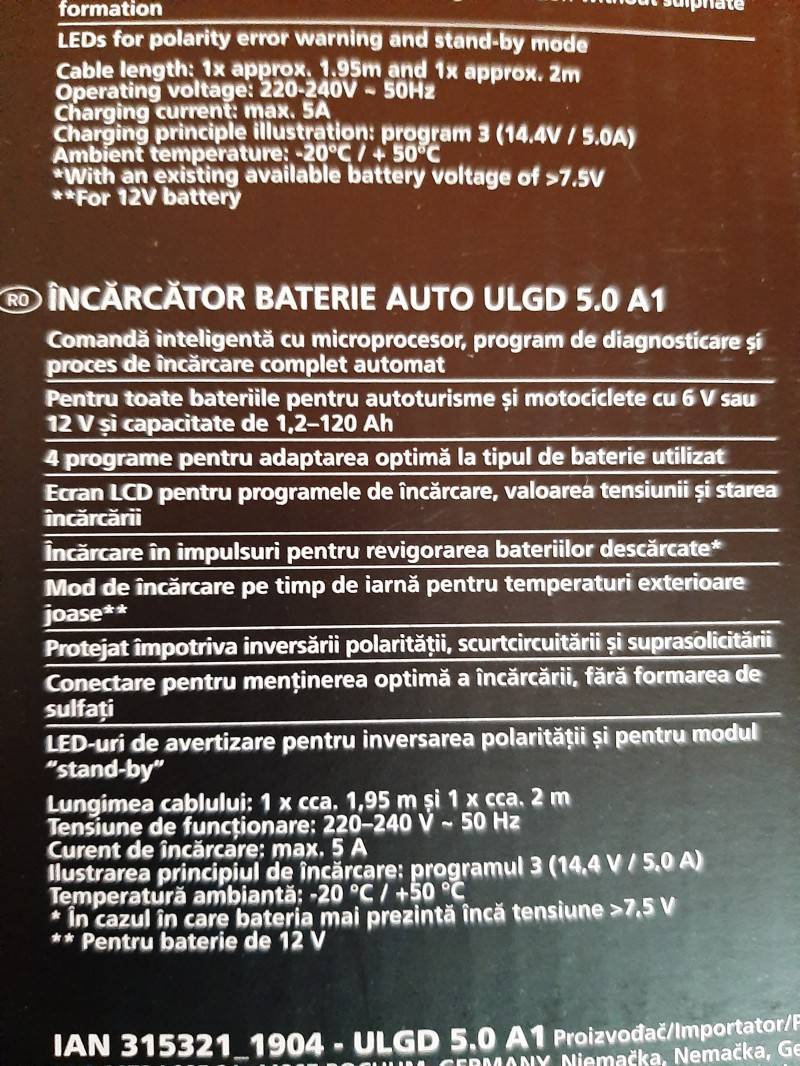 formation
LEDs for polarity error warning and stand-by mode
Cable length: 1x approx. 1.95m and 1x approx. 2m
Operating voltage: 220-240V ~ 50Hz
Charging current: max. 5A
Charging principle illustration: program 3 (14.4V / 5.0A)
Ambient temperature: -20°C / + 50°C
*With an existing available battery voltage of >7.5V
**For 12V battery
RO ÎNCĂRCĂTOR BATERIE AUTO ULGD 5.0 A1
Comandă inteligentă cu microprocesor, program de diagnosticare și
proces de încărcare complet automat
Pentru toate bateriile pentru autoturisme și motociclete cu 6 V sau
12 V și capacitate de 1,2–120 Ah
4 programe pentru adaptarea optimă la tipul de baterie utilizat
Ecran LCD pentru programele de încărcare, valoarea tensiunii și starea
încărcării
Încărcare în impulsuri pentru revigorarea bateriilor descărcate*
Mod de încărcare pe timp de iarnă pentru temperaturi exterioare
joase**
Protejat împotriva inversării polarității, scurtcircuitării și suprasolicitării
Conectare pentru menținerea optimă a încărcării, fără formarea de
sulfați
LED-uri de avertizare pentru inversarea polarității și pentru modul
"stand-by"
Lungimea cablului: 1 x cca. 1,95 m și 1 x cca. 2 m
Tensiune de funcționare: 220–240 V ~ 50 Hz
Curent de încărcare: max. 5 A
Ilustrarea principiul de încărcare: programul 3 (14,4 V / 5,0 A)
Temperatură ambiantă: -20 °C / +50 °C
* În cazul în care bateria mai prezintă încă tensiune >7,5 V
** Pentru baterie de 12 V
IAN 315321_1904 - ULGD 5.0 A1 Proizvođač/Importator/
BOCHUM, GERMANY, Niemačka, Nemačka,